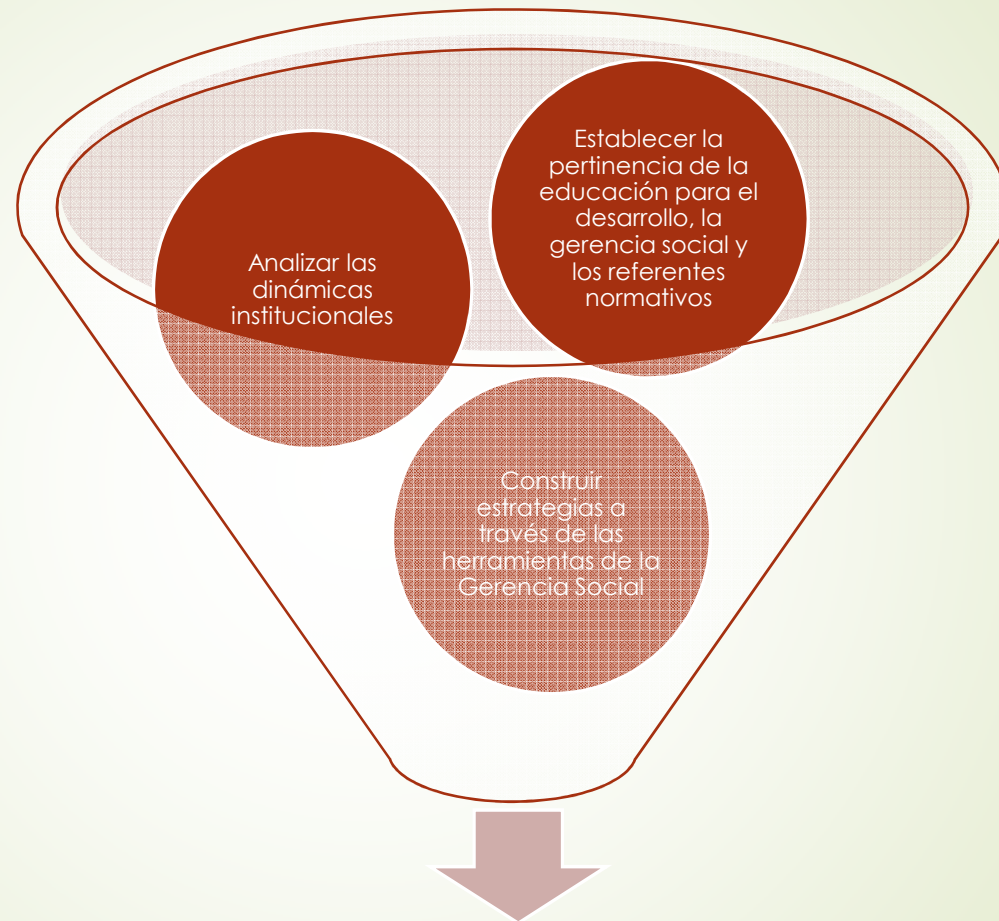 Establecer la
pertinencia de la
educación para el
desarrollo, la
gerencia social y
los referentes
normativos
Analizar las
dinámicas
institucionales
Construir
estrategias a
través de las
herramientas de la
Gerencia Social